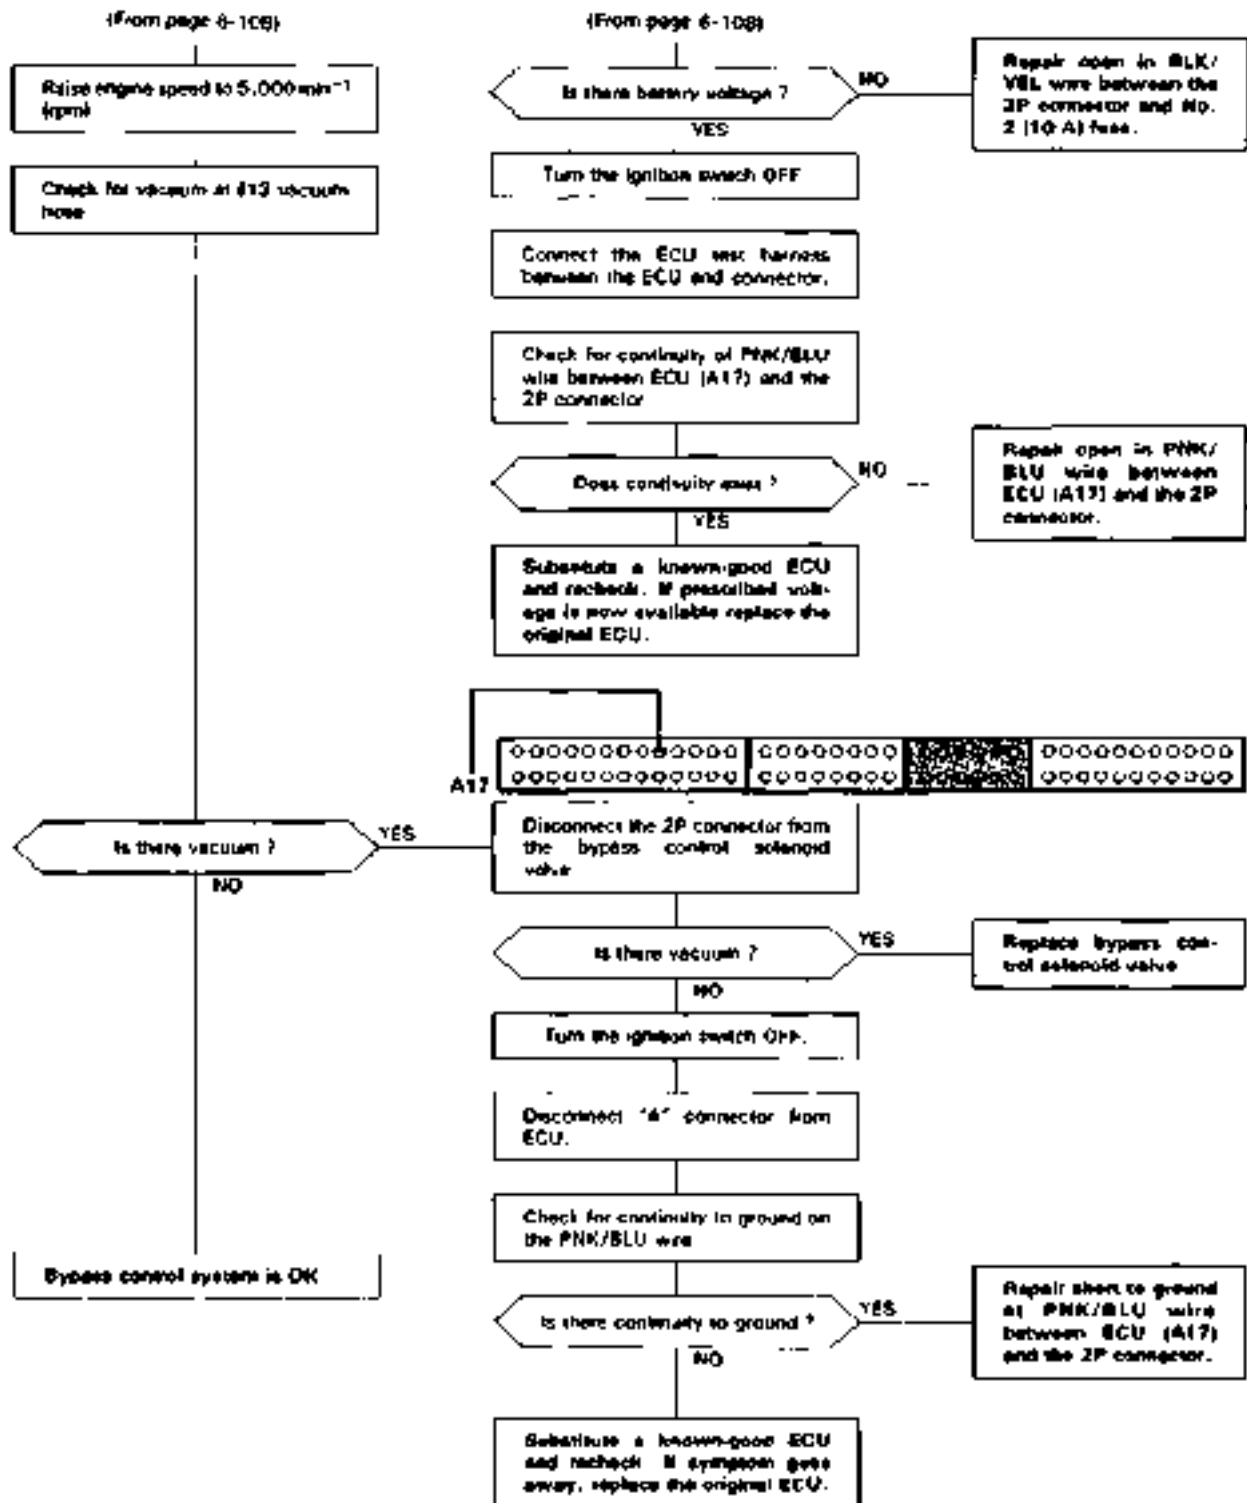 (From page 6-108)
Raise engine speed to 5,000 min⁻¹
(rpm)
Check for vacuum at #13 vacuum
hose
(From page 6-108)
Is there battery voltage ?
NO
Repair open in BLK/
YEL wire between the
2P connector and No.
2 (10 A) fuse.
YES
Turn the ignition switch OFF
Connect the ECU test harness
between the ECU and connector.
Check for continuity of PNK/BLU
wire between ECU (A17) and the
2P connector
Does continuity exist ?
NO
Repair open in PNK/
BLU wire between
ECU (A17) and the 2P
connector.
YES
Substitute a known-good ECU
and recheck. If prescribed volt-
age is now available replace the
original ECU.
A17
Is there vacuum ?
YES
NO
Disconnect the 2P connector from
the bypass control solenoid
valve
Is there vacuum ?
YES
Replace bypass con-
trol solenoid valve
NO
Turn the ignition switch OFF.
Disconnect "A" connector from
ECU.
Check for continuity to ground on
the PNK/BLU wire
Bypass control system is OK
Is there continuity to ground ?
YES
Repair short to ground
at PNK/BLU wire
between ECU (A17)
and the 2P connector.
NO
Substitute a known-good ECU
and recheck. If symptom goes
away, replace the original ECU.